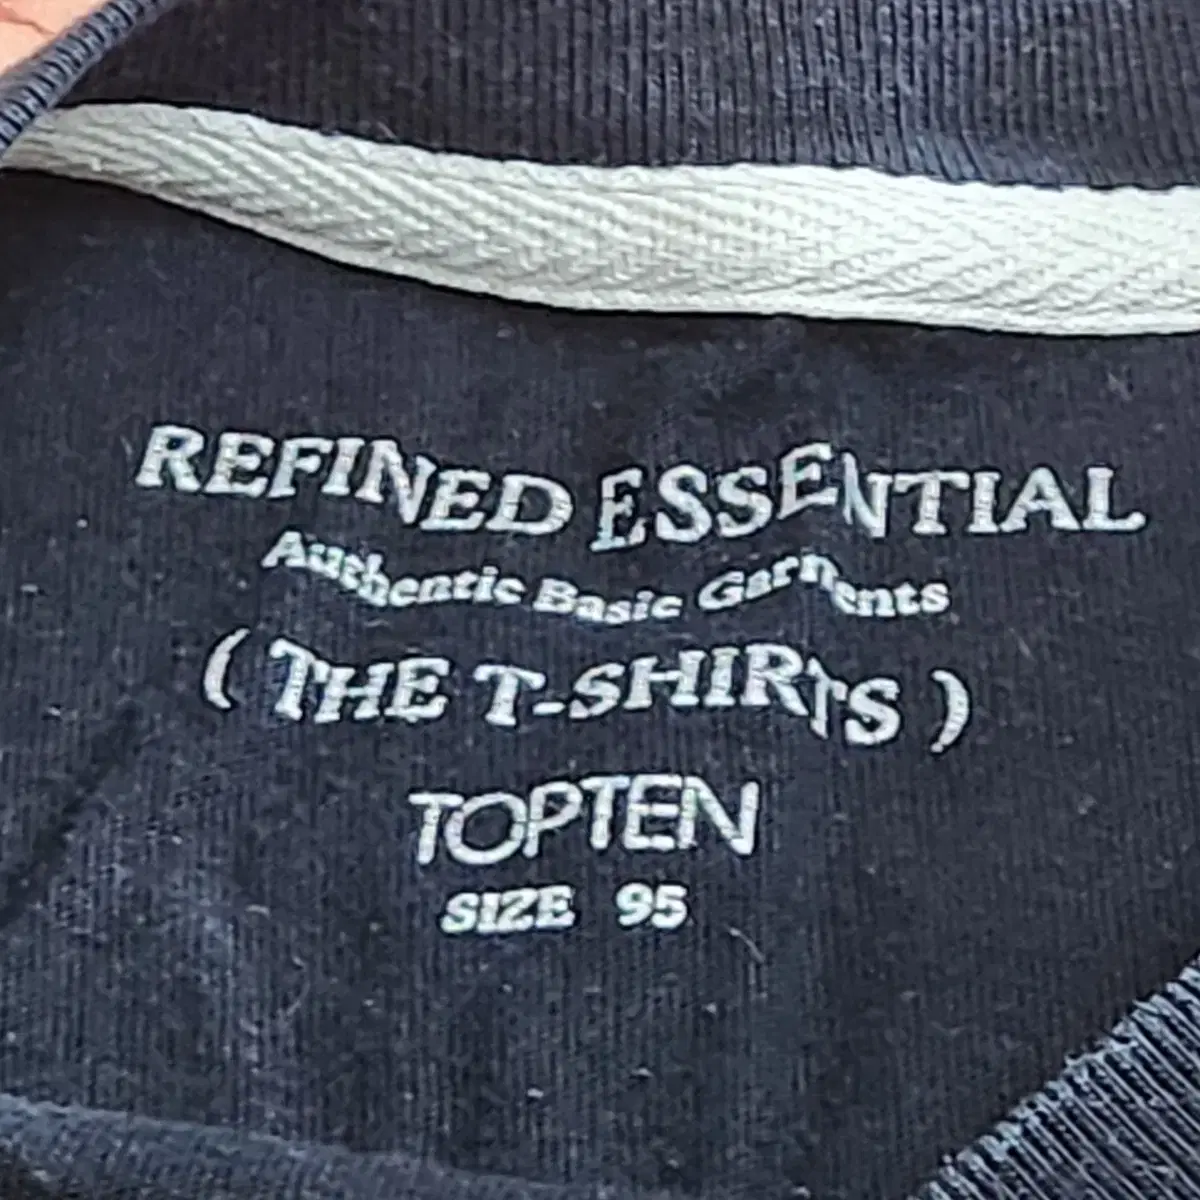 REFINED ESSENTIAL
Authentic Basic Garments
( THE T-SHIRTS )
TOPTEN
SIZE 95